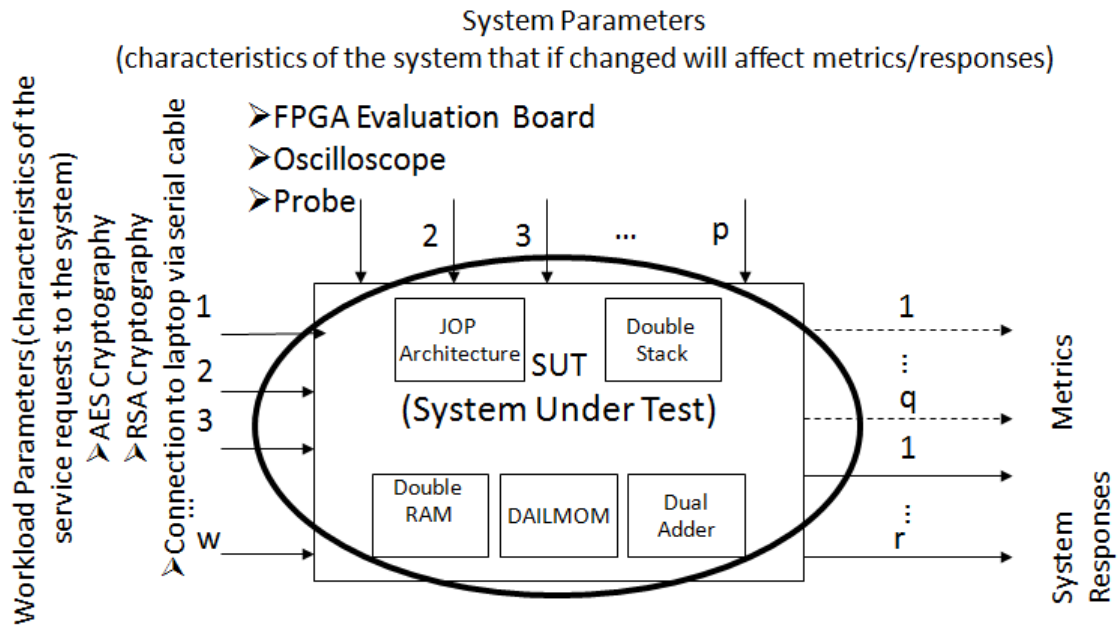 System Parameters
(characteristics of the system that if changed will affect metrics/responses)
Workload Parameters(characteristics of the
service requests to the system)
➢AES Cryptography
➢RSA Cryptography
➢Connection to laptop via serial cable
➢FPGA Evaluation Board
➢Oscilloscope
➢Probe
2
3
...
p
1
2
3
...
w
JOP
Architecture
Double
Stack
SUT
(System Under Test)
Double
RAM
DAILMOM
Dual
Adder
1
...
q
1
...
r
Metrics
System
Responses